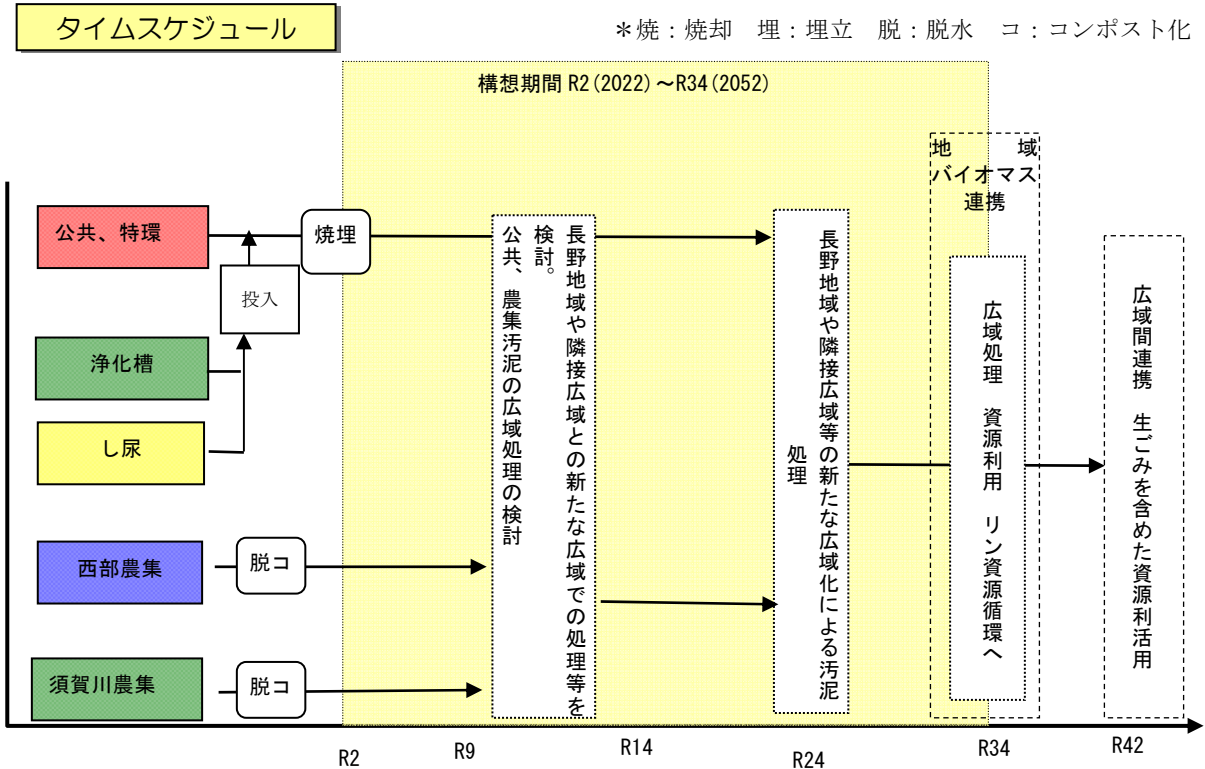 タイムスケジュール
＊焼：焼却　埋：埋立　脱：脱水　コ：コンポスト化
構想期間 R2(2022)～R34(2052)
地　域
バイオマス
連携
公共、特環
焼埋
投入
浄化槽
し尿
西部農集
脱コ
須賀川農集
脱コ
長野地域や隣接広域との新たな広域での処理等を
検討。
公共、農集汚泥の広域処理の検討
長野地域や隣接広域等の新たな広域化による汚泥
処理
広域処理　資源利用　リン資源循環へ
広域間連携　生ごみを含めた資源利活用
R2
R9
R14
R24
R34
R42